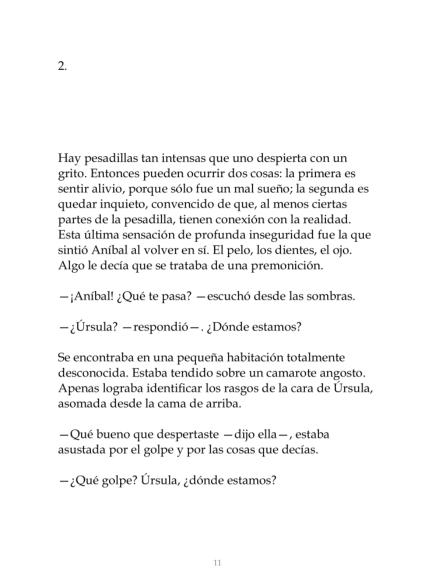 2.
Hay pesadillas tan intensas que uno despierta con un
grito. Entonces pueden ocurrir dos cosas: la primera es
sentir alivio, porque sólo fue un mal sueño; la segunda es
quedar inquieto, convencido de que, al menos ciertas
partes de la pesadilla, tienen conexión con la realidad.
Esta última sensación de profunda inseguridad fue la que
sintió Aníbal al volver en sí. El pelo, los dientes, el ojo.
Algo le decía que se trataba de una premonición.
—¡Aníbal! ¿Qué te pasa? —escuchó desde las sombras.
—¿Úrsula? —respondió—. ¿Dónde estamos?
Se encontraba en una pequeña habitación totalmente
desconocida. Estaba tendido sobre un camarote angosto.
Apenas lograba identificar los rasgos de la cara de Úrsula,
asomada desde la cama de arriba.
—Qué bueno que despertaste —dijo ella—, estaba
asustada por el golpe y por las cosas que decías.
—¿Qué golpe? Úrsula, ¿dónde estamos?
11